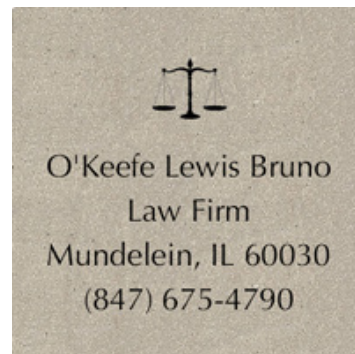 O'Keefe Lewis Bruno
Law Firm
Mundelein, IL 60030
(847) 675-4790